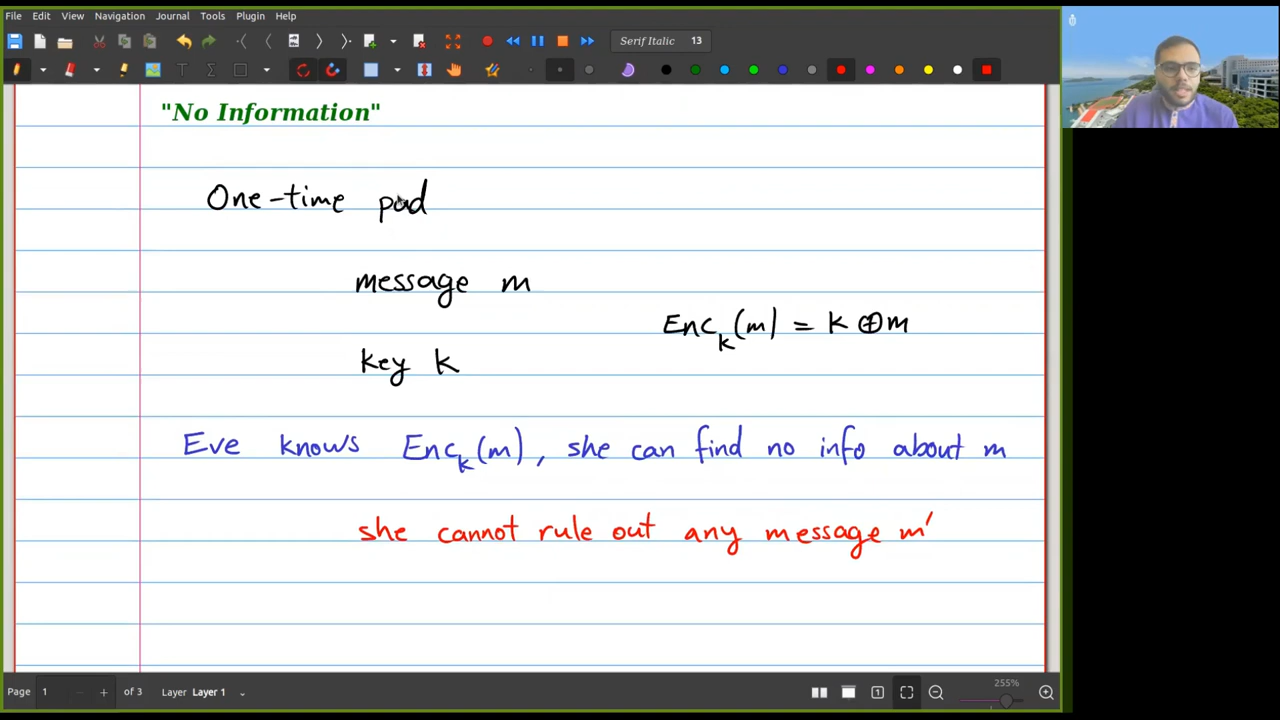 File Edit View Navigation Journal Tools Plugin Help
Serif Italic 13
"No Information"
One-time pad
message m
Enc_k(m) = k ⊕ m
key k
Eve knows Enc_k(m), she can find no info about m
she cannot rule out any message m'
Page 1 of 3 Layer Layer 1 255%